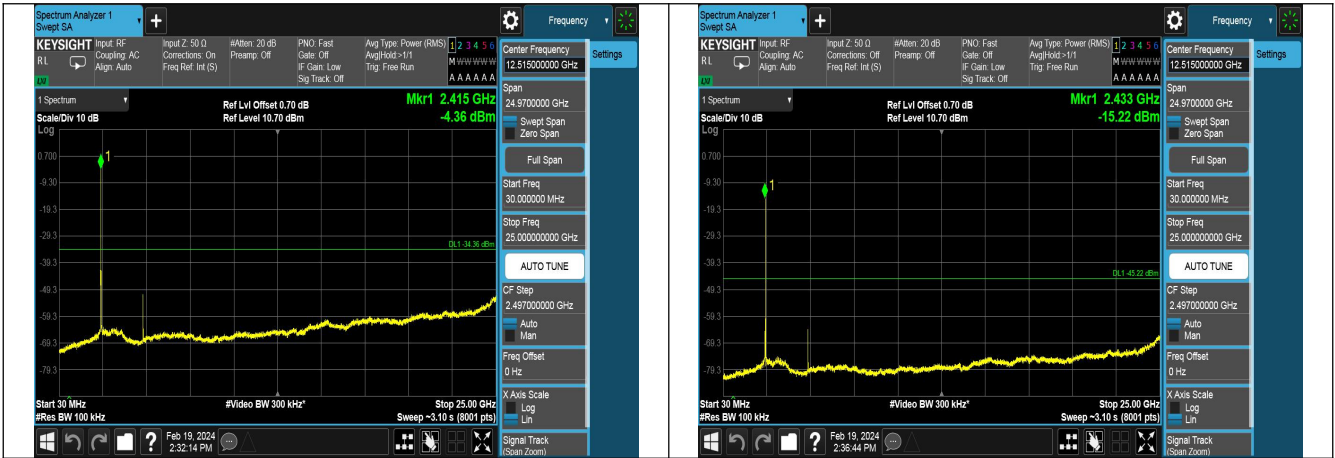 Spectrum Analyzer 1
Swept SA
Frequency
KEYSIGHT
RL
LXI
Input: RF
Coupling: AC
Align: Auto
Input Z: 50 Ω
Corrections: On
Freq Ref: Int (S)
#Atten: 20 dB
Preamp: Off
PNO: Fast
Gate: Off
IF Gain: Low
Sig Track: Off
Avg Type: Power (RMS)
Avg|Hold:>1/1
Trig: Free Run
1 2 3 4 5 6
M W W W W W
A A A A A A
1 Spectrum
Scale/Div 10 dB
Log
Ref Lvl Offset 0.70 dB
Ref Level 10.70 dBm
Mkr1 2.415 GHz
-4.36 dBm
1
0.700
-9.30
-19.3
-29.3
-39.3
-49.3
-59.3
-69.3
-79.3
DL1 -34.36 dBm
Start 30 MHz
#Res BW 100 kHz
#Video BW 300 kHz*
Stop 25.00 GHz
Sweep ~3.10 s (8001 pts)
Feb 19, 2024
2:32:14 PM
Center Frequency
12.515000000 GHz
Settings
Span
24.9700000 GHz
Swept Span
Zero Span
Full Span
Start Freq
30.000000 MHz
Stop Freq
25.000000000 GHz
AUTO TUNE
CF Step
2.497000000 GHz
Auto
Man
Freq Offset
0 Hz
X Axis Scale
Log
Lin
Signal Track
(Span Zoom)
Spectrum Analyzer 1
Swept SA
Frequency
KEYSIGHT
RL
LXI
Input: RF
Coupling: AC
Align: Auto
Input Z: 50 Ω
Corrections: Off
Freq Ref: Int (S)
#Atten: 20 dB
Preamp: Off
PNO: Fast
Gate: Off
IF Gain: Low
Sig Track: Off
Avg Type: Power (RMS)
Avg|Hold:>1/1
Trig: Free Run
1 2 3 4 5 6
M W W W W W
A A A A A A
1 Spectrum
Scale/Div 10 dB
Log
Ref Lvl Offset 0.70 dB
Ref Level 10.70 dBm
Mkr1 2.433 GHz
-15.22 dBm
1
0.700
-9.30
-19.3
-29.3
-39.3
-49.3
-59.3
-69.3
-79.3
DL1 -45.22 dBm
Start 30 MHz
#Res BW 100 kHz
#Video BW 300 kHz*
Stop 25.00 GHz
Sweep ~3.10 s (8001 pts)
Feb 19, 2024
2:36:44 PM
Center Frequency
12.515000000 GHz
Settings
Span
24.9700000 GHz
Swept Span
Zero Span
Full Span
Start Freq
30.000000 MHz
Stop Freq
25.000000000 GHz
AUTO TUNE
CF Step
2.497000000 GHz
Auto
Man
Freq Offset
0 Hz
X Axis Scale
Log
Lin
Signal Track
(Span Zoom)